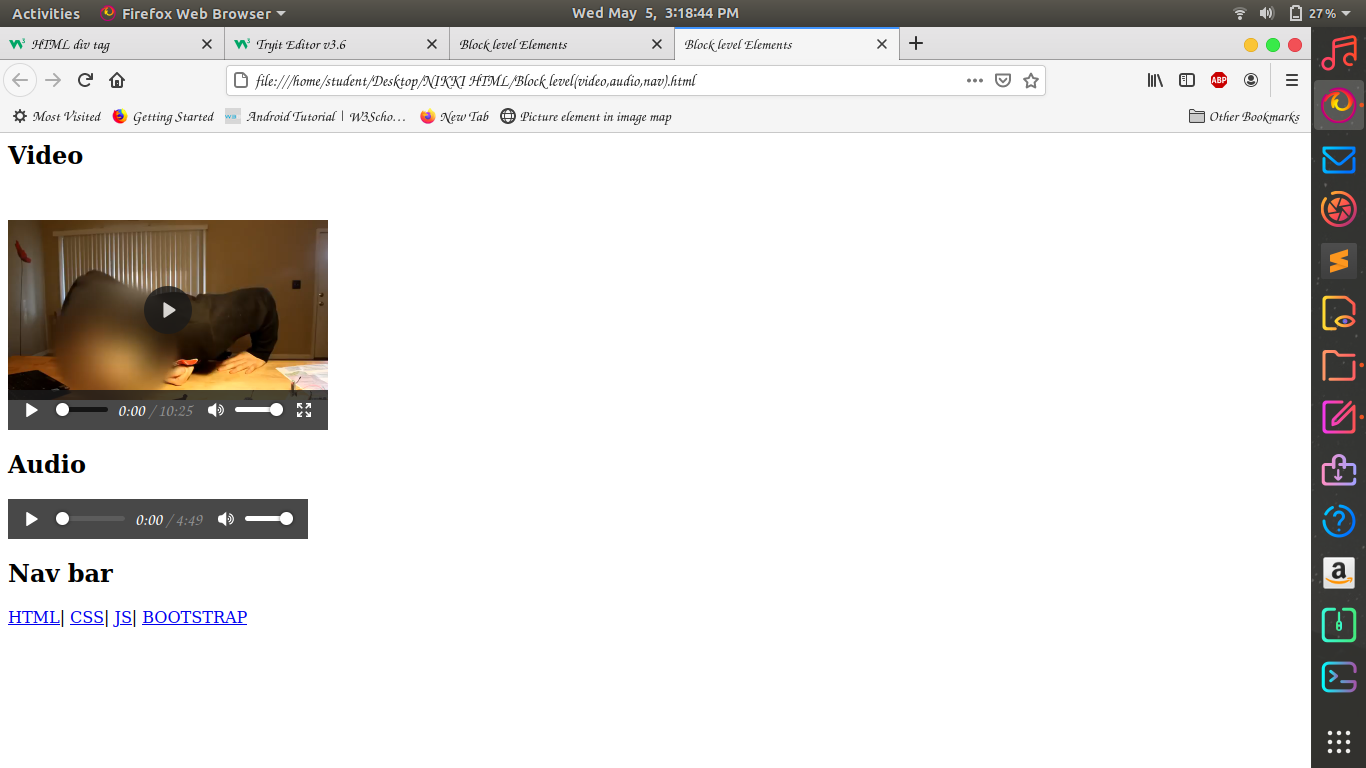 Activities Firefox Web Browser Wed May 5, 3:18:44 PM 27%
HTML div tag Tryit Editor v3.6 Block level Elements Block level Elements
file:///home/student/Desktop/NIKKI HTML/Block level(video,audio,nav).html ABP
Most Visited Getting Started Android Tutorial | W3Scho… New Tab Picture element in image map Other Bookmarks
Video
0:00 / 10:25
Audio
0:00 / 4:49
Nav bar
HTML| CSS| JS| BOOTSTRAP